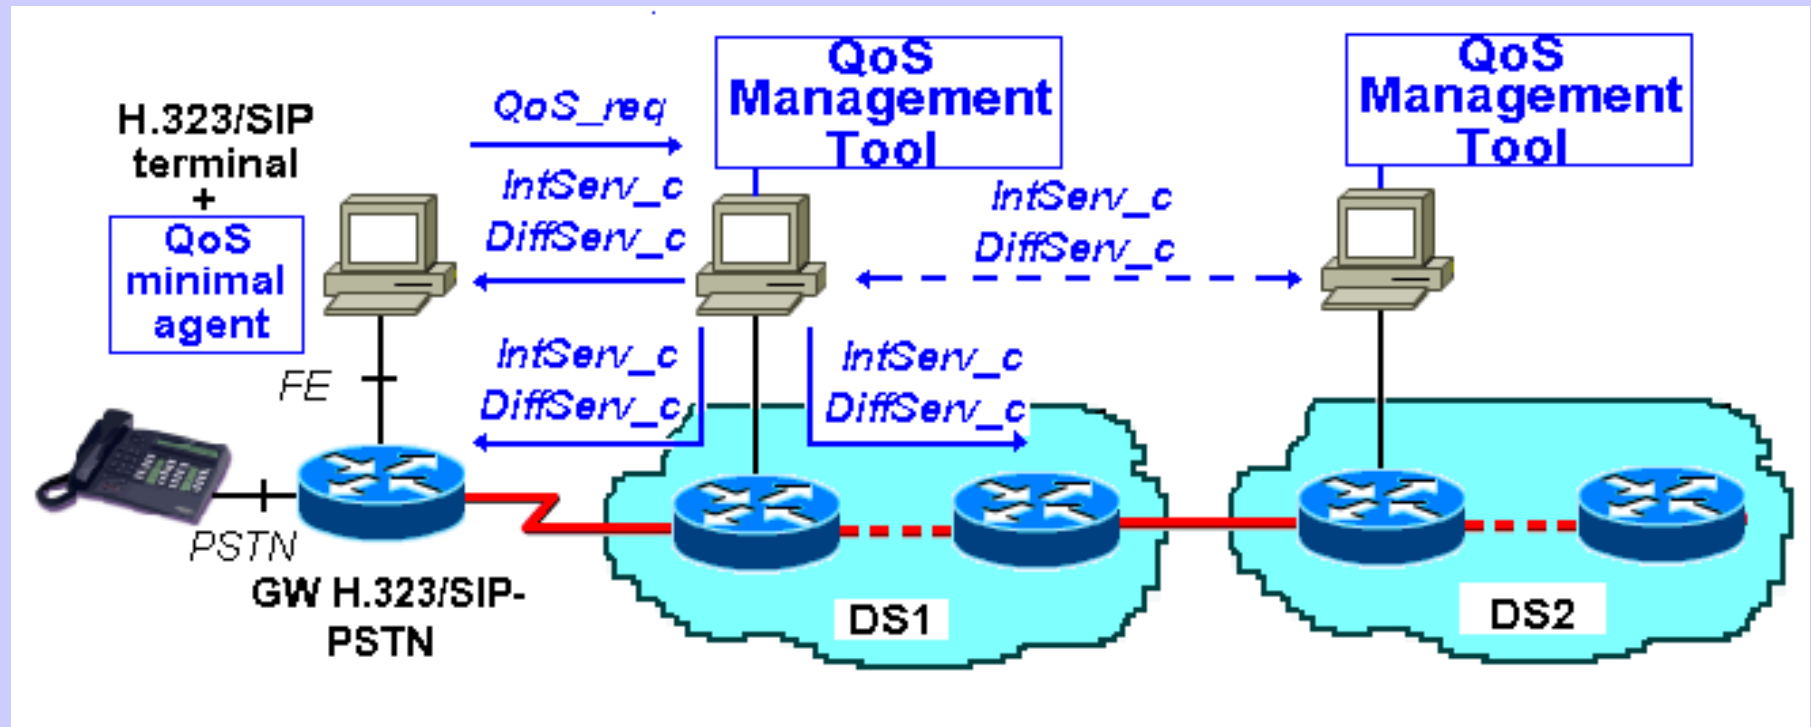 H.323/SIP
terminal
+
QoS
minimal
agent
QoS_req
IntServ_c
DiffServ_c
QoS
Management
Tool
IntServ_c
DiffServ_c
QoS
Management
Tool
IntServ_c
DiffServ_c
IntServ_c
DiffServ_c
FE
PSTN
GW H.323/SIP-
PSTN
DS1
DS2